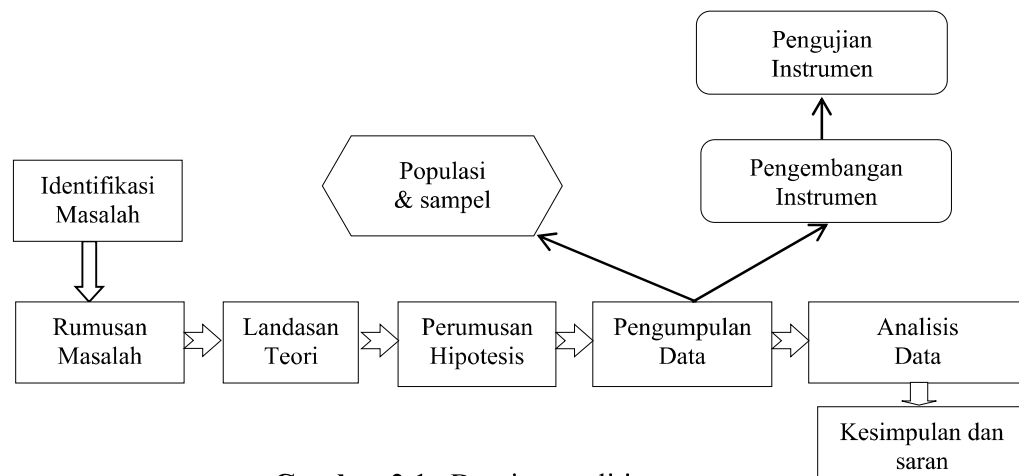 Pengujian
Instrumen
Populasi
& sampel
Pengembangan
Instrumen
Identifikasi
Masalah
Rumusan
Masalah
Landasan
Teori
Perumusan
Hipotesis
Pengumpulan
Data
Analisis
Data
Kesimpulan dan
saran